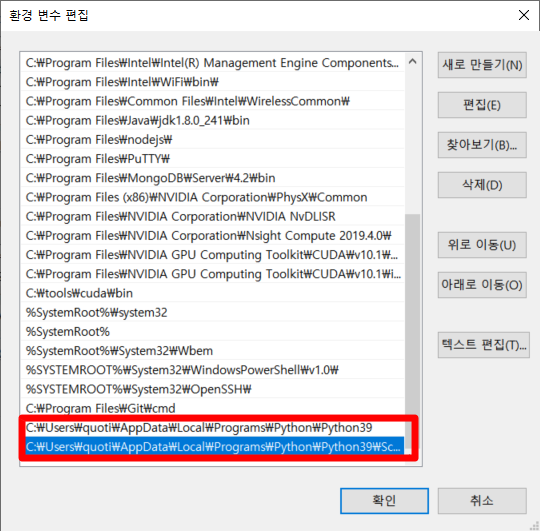 환경 변수 편집
C:₩Program Files₩Intel₩Intel(R) Management Engine Components...
C:₩Program Files₩Intel₩WiFi₩bin₩
C:₩Program Files₩Common Files₩Intel₩WirelessCommon₩
C:₩Program Files₩Java₩jdk1.8.0_241₩bin
C:₩Program Files₩nodejs₩
C:₩Program Files₩PuTTY₩
C:₩Program Files₩MongoDB₩Server₩4.2₩bin
C:₩Program Files (x86)₩NVIDIA Corporation₩PhysX₩Common
C:₩Program Files₩NVIDIA Corporation₩NVIDIA NvDLISR
C:₩Program Files₩NVIDIA Corporation₩Nsight Compute 2019.4.0₩
C:₩Program Files₩NVIDIA GPU Computing Toolkit₩CUDA₩v10.1₩...
C:₩Program Files₩NVIDIA GPU Computing Toolkit₩CUDA₩v10.1₩i...
C:₩tools₩cuda₩bin
%SystemRoot%₩system32
%SystemRoot%
%SystemRoot%₩System32₩Wbem
%SYSTEMROOT%₩System32₩WindowsPowerShell₩v1.0₩
%SYSTEMROOT%₩System32₩OpenSSH₩
C:₩Program Files₩Git₩cmd
C:₩Users₩quoti₩AppData₩Local₩Programs₩Python₩Python39
C:₩Users₩quoti₩AppData₩Local₩Programs₩Python₩Python39₩Sc...
새로 만들기(N)
편집(E)
찾아보기(B)...
삭제(D)
위로 이동(U)
아래로 이동(O)
텍스트 편집(T)...
확인
취소